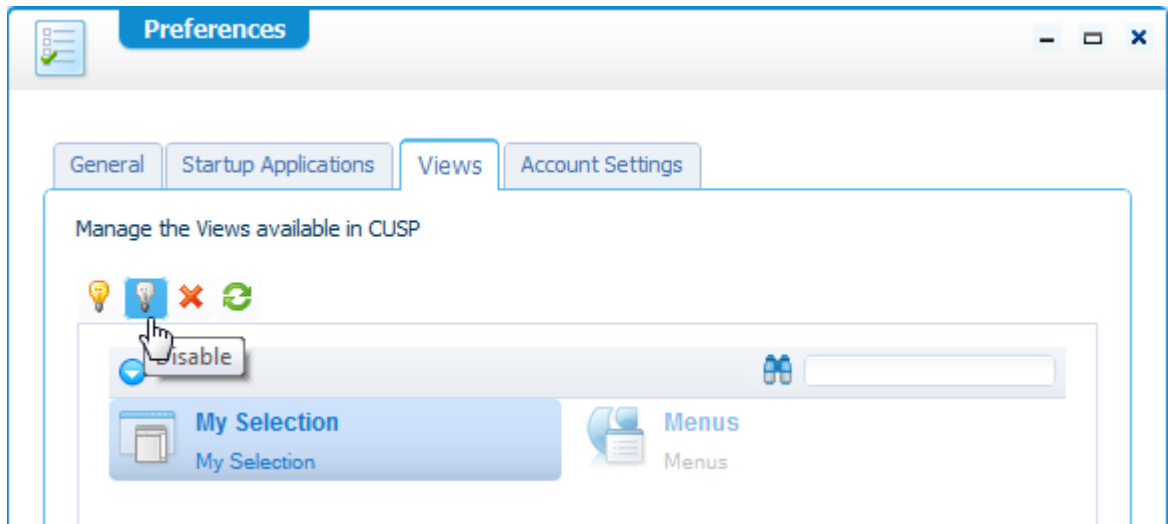 Preferences
General Startup Applications Views Account Settings
Manage the Views available in CUSP
Disable
My Selection Menus
My Selection Menus